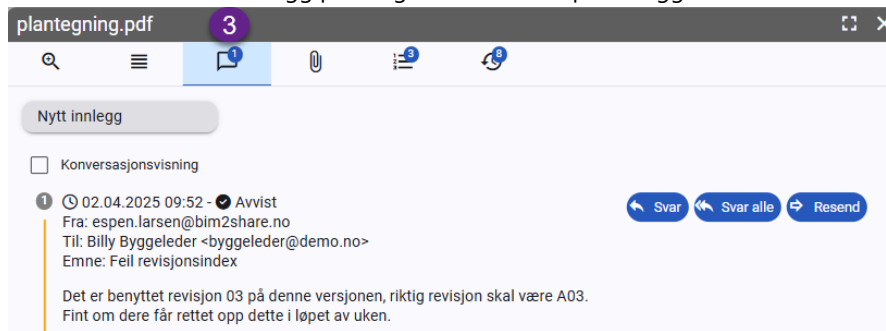 plantegning.pdf 3
1 3 8
Nytt innlegg
Konversasjonsvisning
1 02.04.2025 09:52 - Avvist Svar Svar alle Resend
Fra: espen.larsen@bim2share.no
Til: Billy Byggeleder <byggeleder@demo.no>
Emne: Feil revisjonsindex
Det er benyttet revisjon 03 på denne versjonen, riktig revisjon skal være A03.
Fint om dere får rettet opp dette i løpet av uken.